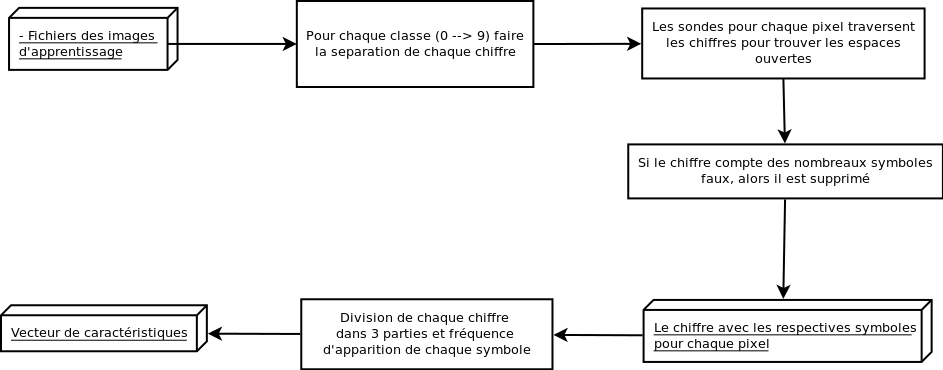 - Fichiers des images
d'apprentissage
Pour chaque classe (0 --> 9) faire
la separation de chaque chiffre
Les sondes pour chaque pixel traversent
les chiffres pour trouver les espaces
ouvertes
Si le chiffre compte des nombreaux symboles
faux, alors il est supprimé
Le chiffre avec les respectives symboles
pour chaque pixel
Division de chaque chiffre
dans 3 parties et fréquence
d'apparition de chaque symbole
Vecteur de caractéristiques